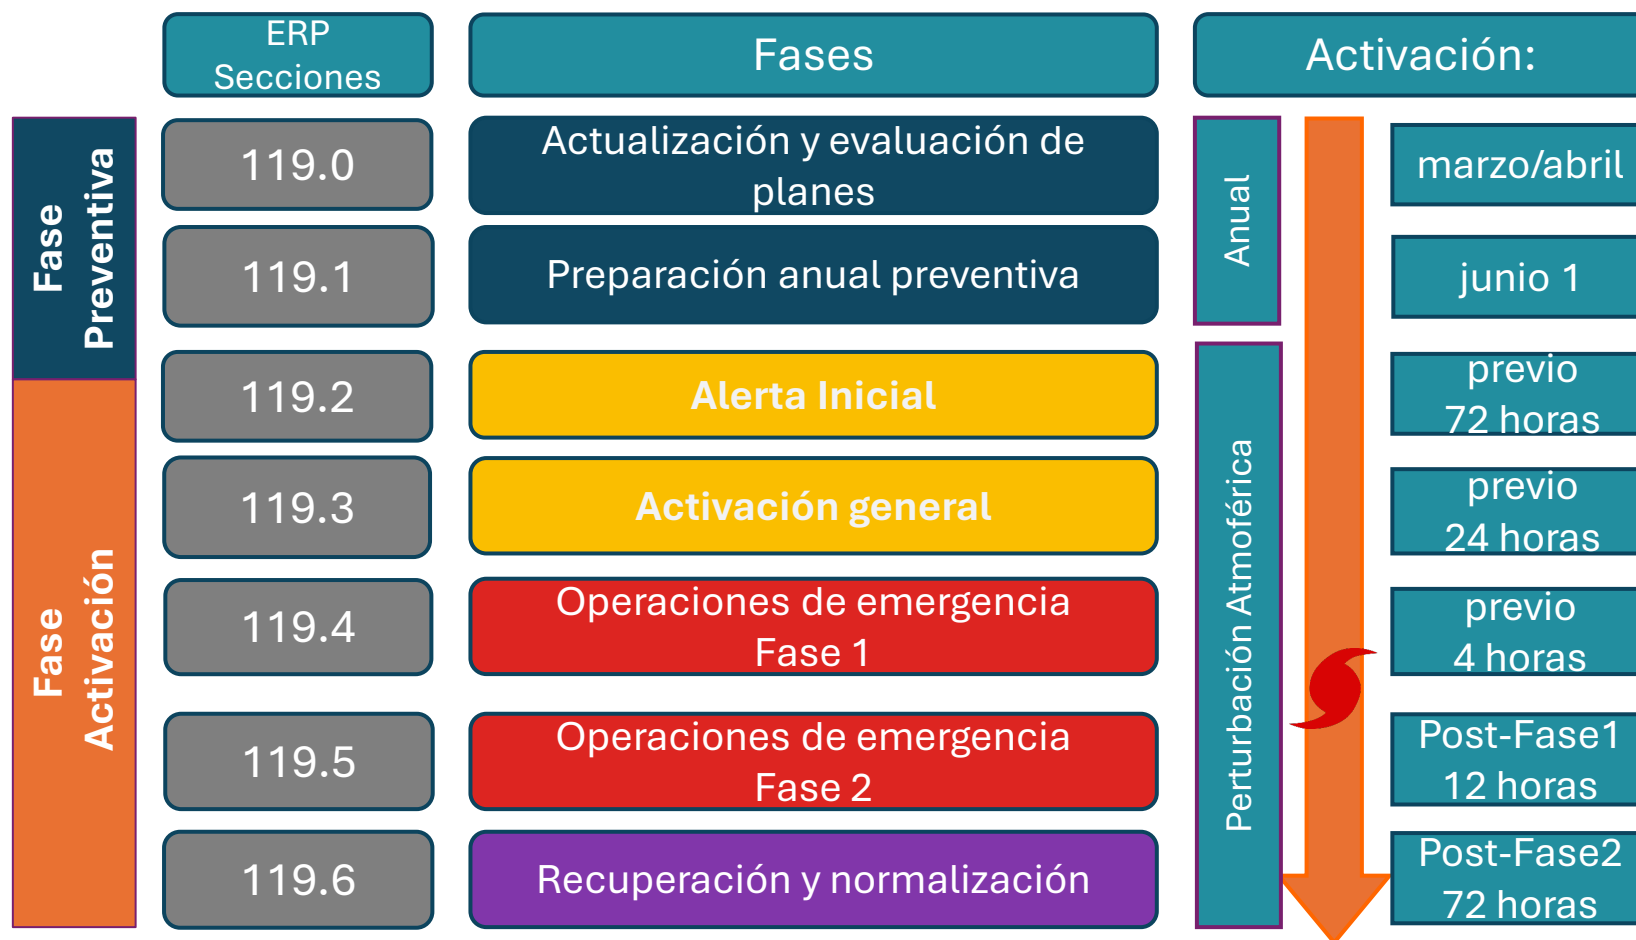 ERP
Secciones
Fases
Activación:
Fase
Preventiva
119.0
Actualización y evaluación de
planes
Anual
marzo/abril
119.1
Preparación anual preventiva
junio 1
Fase
Activación
119.2
Alerta Inicial
Perturbación Atmoférica
previo
72 horas
119.3
Activación general
previo
24 horas
119.4
Operaciones de emergencia
Fase 1
previo
4 horas
119.5
Operaciones de emergencia
Fase 2
Post-Fase1
12 horas
119.6
Recuperación y normalización
Post-Fase2
72 horas